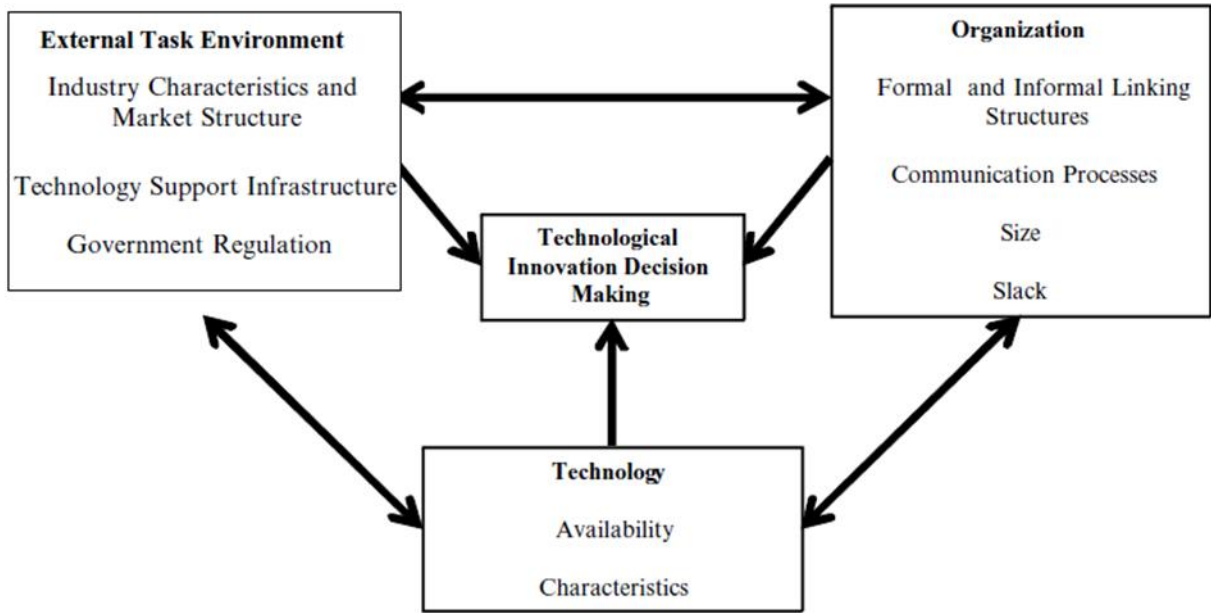 External Task Environment
Industry Characteristics and
Market Structure
Technology Support Infrastructure
Government Regulation
Organization
Formal and Informal Linking
Structures
Communication Processes
Size
Slack
Technological
Innovation Decision
Making
Technology
Availability
Characteristics